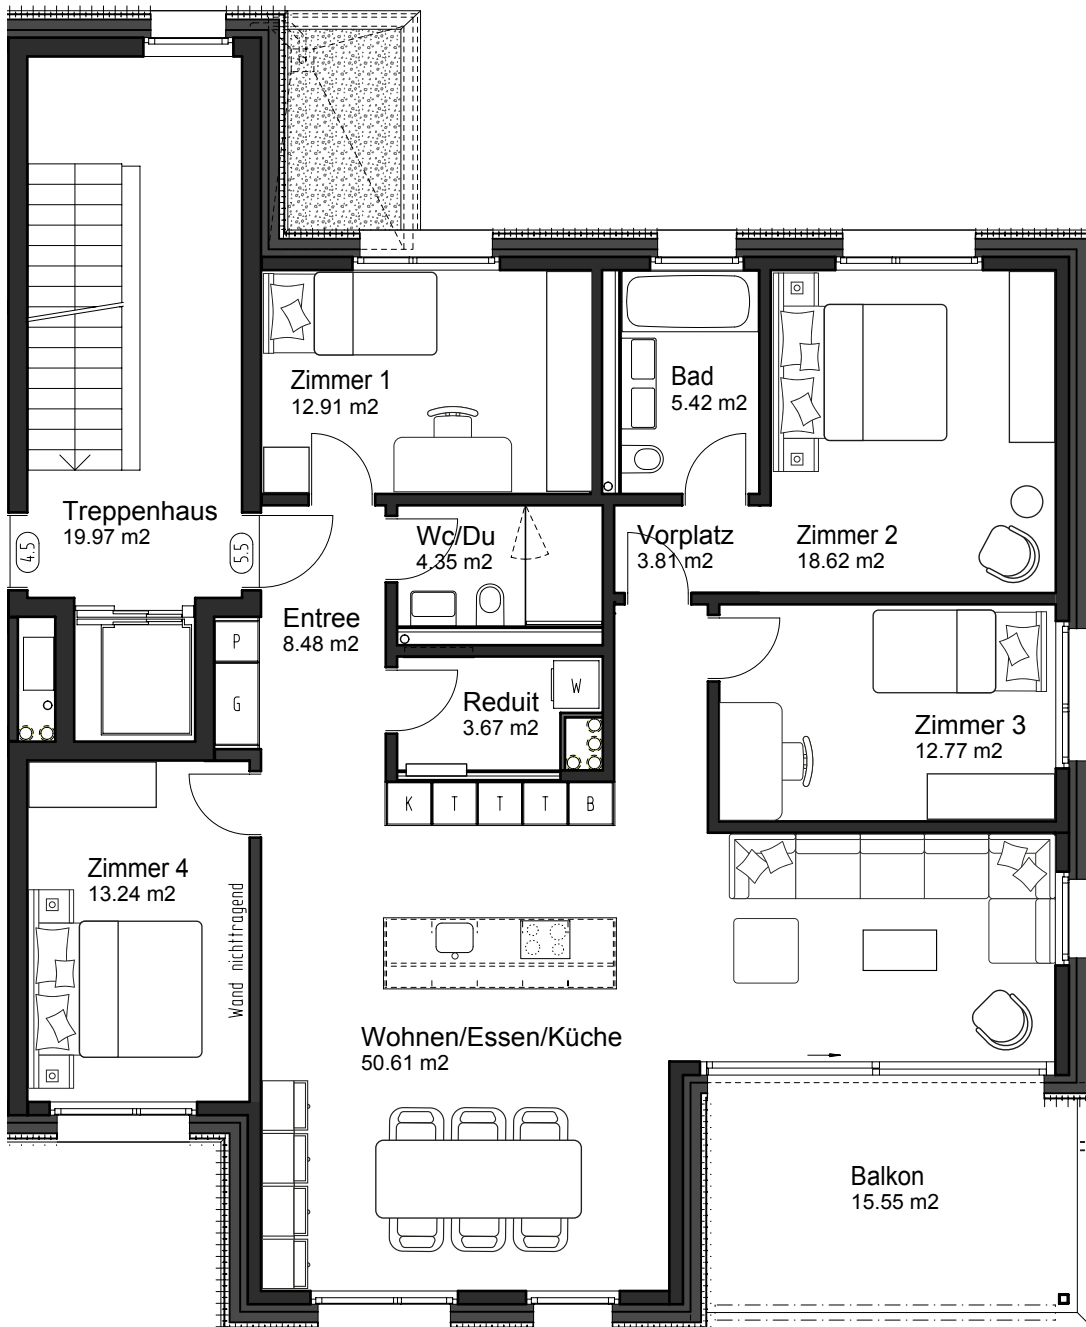 Zimmer 1
12.91 m2
Bad
5.42 m2
Treppenhaus
19.97 m2
4.5
5.5
Wc/Du
4.35 m2
Vorplatz
3.81 m2
Zimmer 2
18.62 m2
Entree
8.48 m2
P
G
Reduit
3.67 m2
W
Zimmer 3
12.77 m2
K T T T B
Zimmer 4
13.24 m2
Wand nichttragend
Wohnen/Essen/Küche
50.61 m2
Balkon
15.55 m2